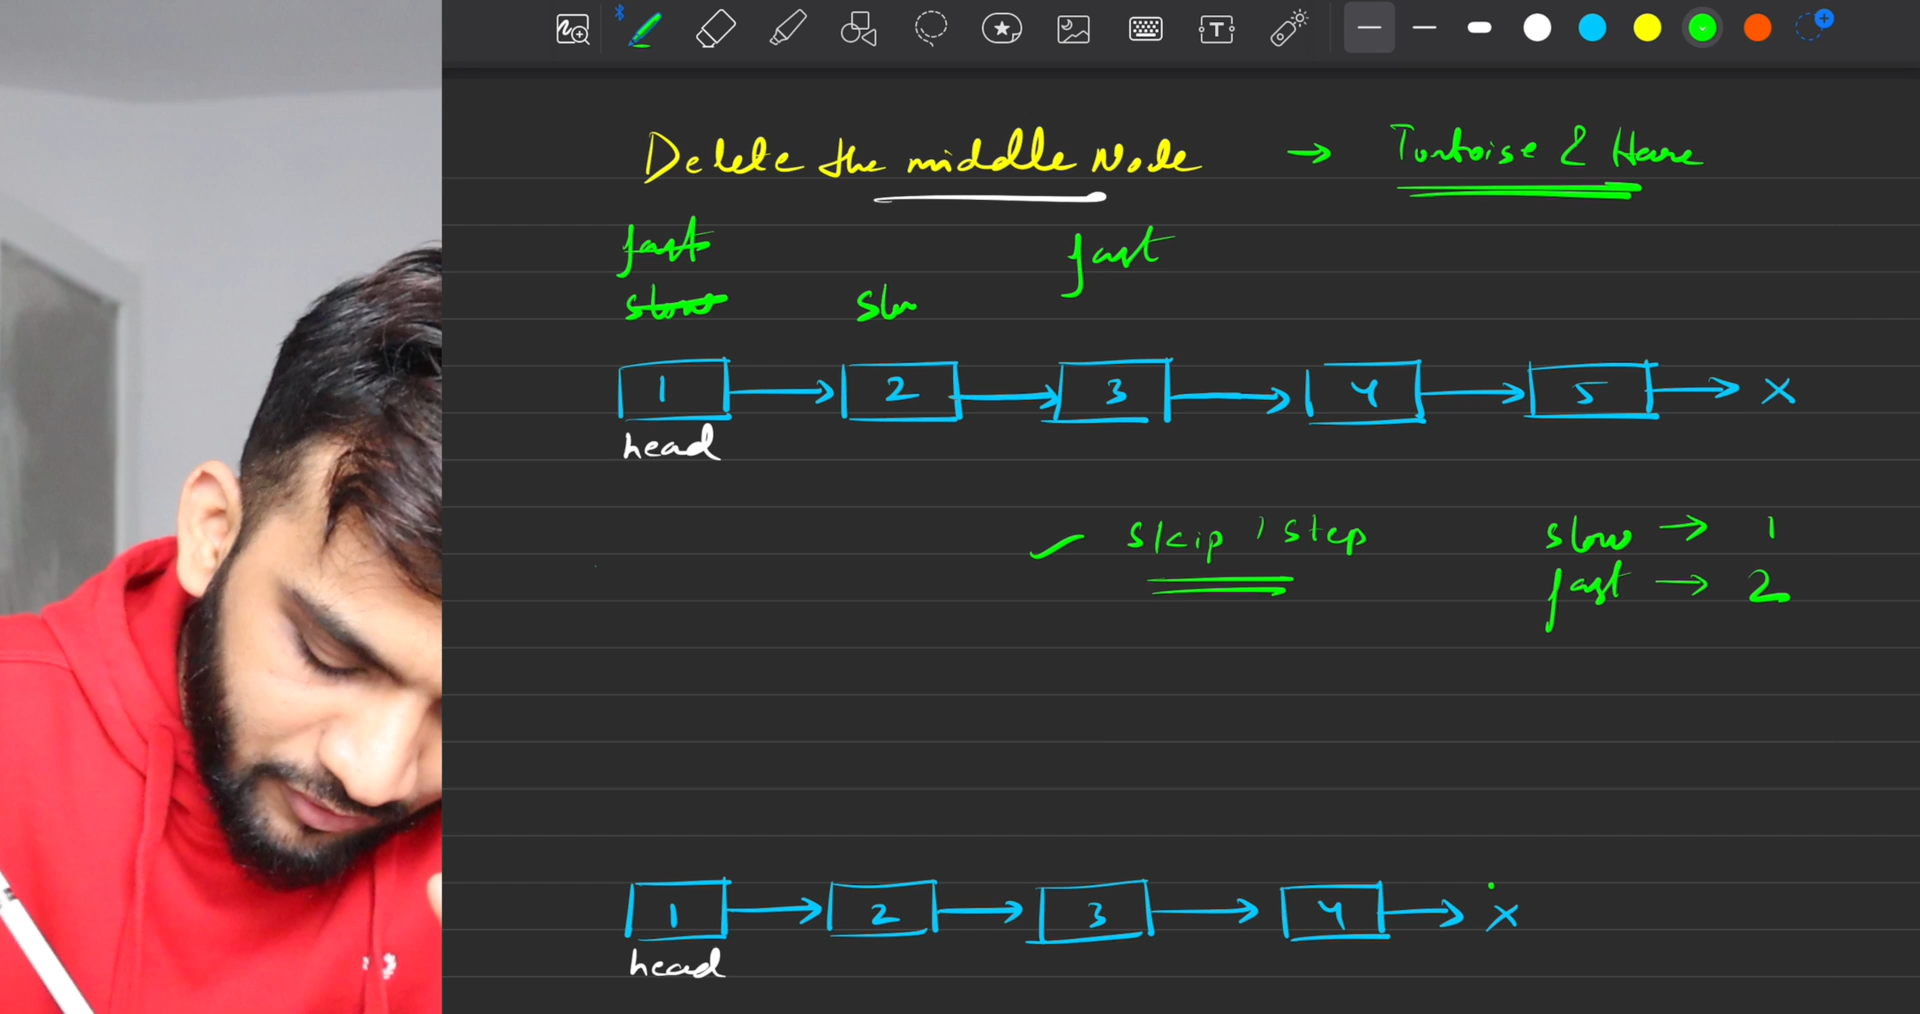 Delete the middle Node → Tortoise & Hare
fast fast
slow slow
1 → 2 → 3 → 4 → 5 → x
head
✓ skip 1 step slow → 1
fast → 2
1 → 2 → 3 → 4 → x
head